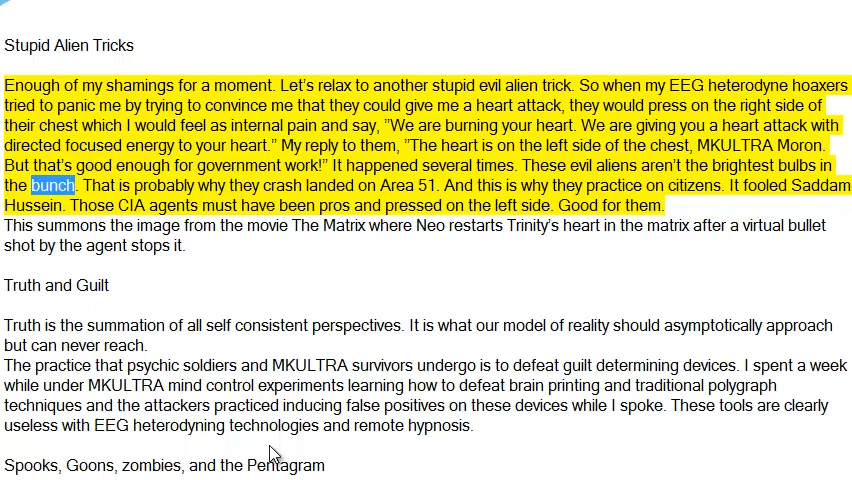 Stupid Alien Tricks
Enough of my shamings for a moment. Let's relax to another stupid evil alien trick. So when my EEG heterodyne hoaxers
tried to panic me by trying to convince me that they could give me a heart attack, they would press on the right side of
their chest which I would feel as internal pain and say, ”We are burning your heart. We are giving you a heart attack with
directed focused energy to your heart.” My reply to them, ”The heart is on the left side of the chest, MKULTRA Moron.
But that's good enough for government work!” It happened several times. These evil aliens aren't the brightest bulbs in
the bunch. That is probably why they crash landed on Area 51. And this is why they practice on citizens. It fooled Saddam
Hussein. Those CIA agents must have been pros and pressed on the left side. Good for them.
This summons the image from the movie The Matrix where Neo restarts Trinity's heart in the matrix after a virtual bullet
shot by the agent stops it.
Truth and Guilt
Truth is the summation of all self consistent perspectives. It is what our model of reality should asymptotically approach
but can never reach.
The practice that psychic soldiers and MKULTRA survivors undergo is to defeat guilt determining devices. I spent a week
while under MKULTRA mind control experiments learning how to defeat brain printing and traditional polygraph
techniques and the attackers practiced inducing false positives on these devices while I spoke. These tools are clearly
useless with EEG heterodyning technologies and remote hypnosis.
Spooks, Goons, zombies, and the Pentagram